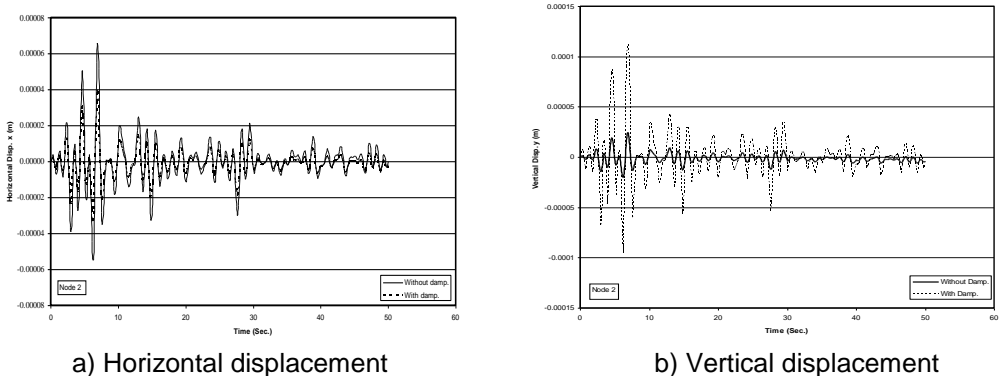 0.00008
0.00006
0.00004
0.00002
0.00000
-0.00002
-0.00004
-0.00006
-0.00008
Horizontal Disp. x (m)
0 10 20 30 40 50 60
Time (Sec.)
Node 2
Without damp.
With damp.
a) Horizontal displacement
0.00015
0.0001
0.00005
0
-0.00005
-0.0001
-0.00015
Vertical Disp. y (m)
0 10 20 30 40 50 60
Time (Sec.)
Node 2
Without Damp.
With Damp.
b) Vertical displacement